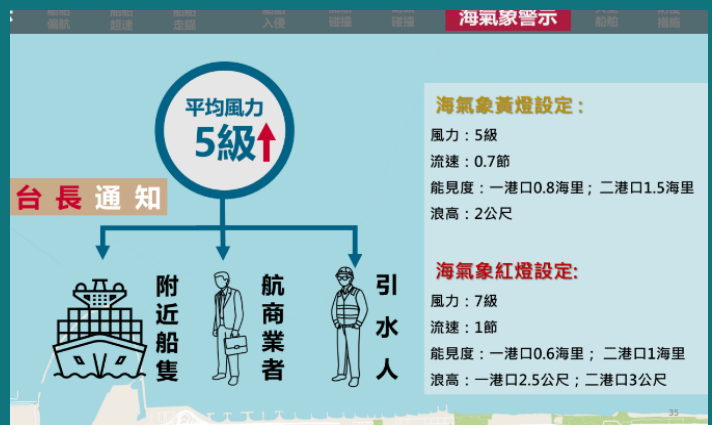 海氣象警示
平均風力
5級
台長通知
附近船隻
航商業者
引水人
海氣象黃燈設定：
風力：5級
流速：0.7節
能見度：一港口0.8海里；二港口1.5海里
浪高：2公尺
海氣象紅燈設定:
風力：7級
流速：1節
能見度：一港口0.6海里；二港口1海里
浪高：一港口2.5公尺；二港口3公尺
35